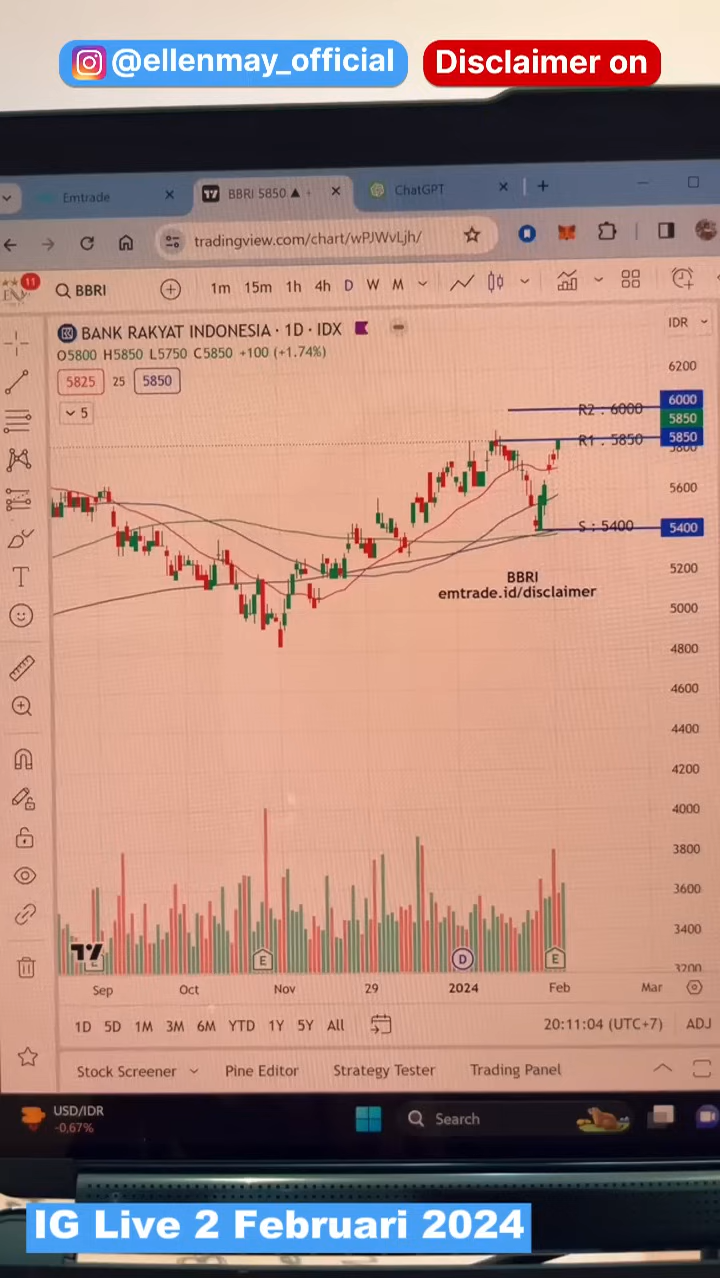 @ellenmay_official
Disclaimer on
Emtrade
BBRI 5850 ▲ +
ChatGPT
tradingview.com/chart/wPJWvLjh/
11
BBRI
1m 15m 1h 4h D W M
BANK RAKYAT INDONESIA · 1D · IDX
IDR
O5800 H5850 L5750 C5850 +100 (+1.74%)
5825 25 5850
5
6200
R2 : 6000
6000
5850
R1 : 5850
5850
5800
5600
S : 5400
5400
BBRI
emtrade.id/disclaimer
5200
5000
4800
4600
4400
4200
4000
3800
3600
3400
3200
E
D
E
Sep Oct Nov 29 2024 Feb Mar
1D 5D 1M 3M 6M YTD 1Y 5Y All
20:11:04 (UTC+7) ADJ
Stock Screener Pine Editor Strategy Tester Trading Panel
USD/IDR
-0,67%
Search
IG Live 2 Februari 2024